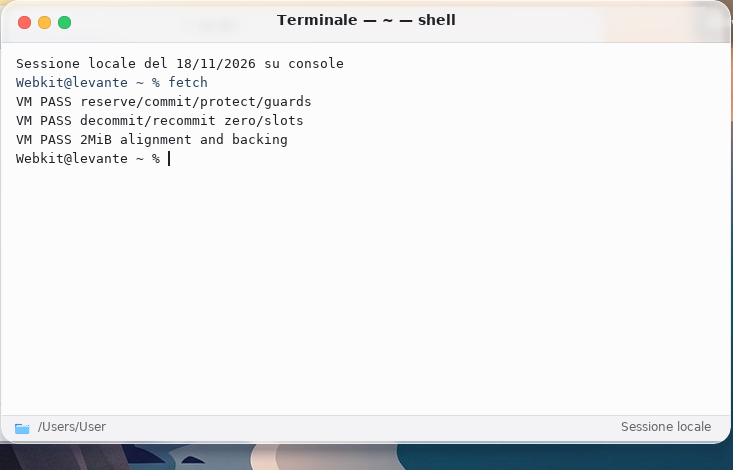 Terminale — ~ — shell
Sessione locale del 18/11/2026 su console
Webkit@levante ~ % fetch
VM PASS reserve/commit/protect/guards
VM PASS decommit/recommit zero/slots
VM PASS 2MiB alignment and backing
Webkit@levante ~ %
/Users/User
Sessione locale